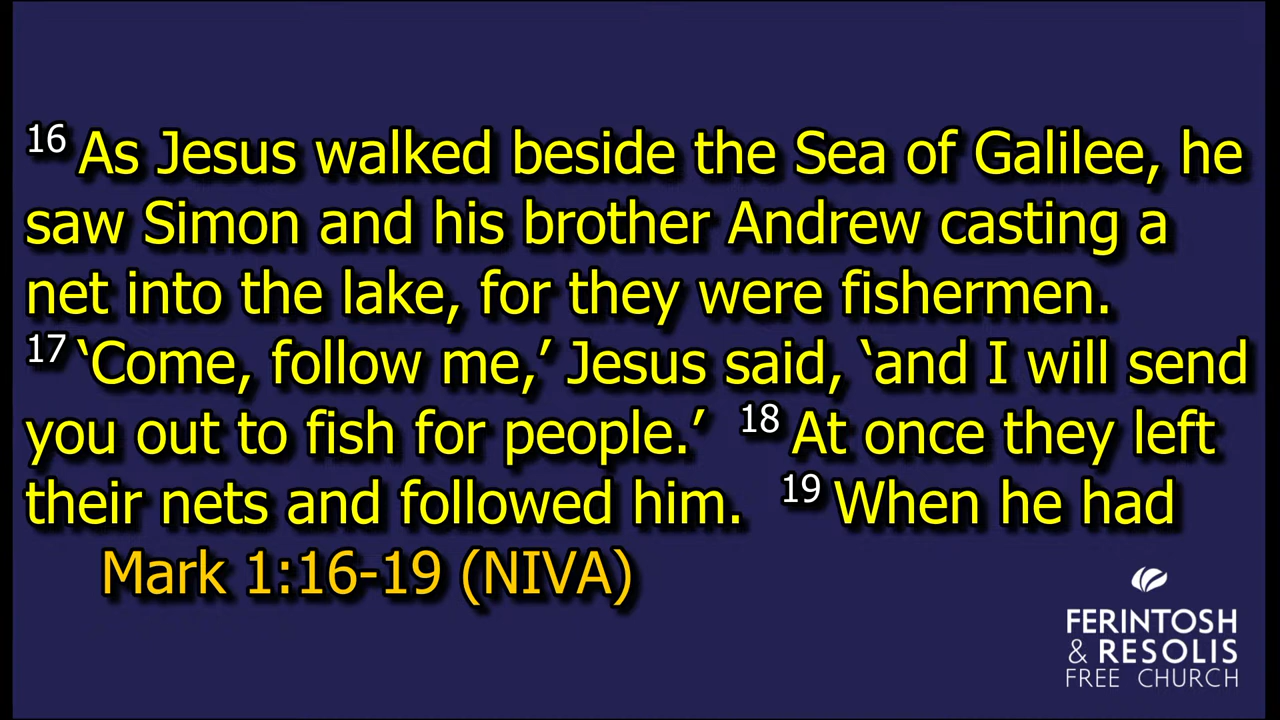 16 As Jesus walked beside the Sea of Galilee, he
saw Simon and his brother Andrew casting a
net into the lake, for they were fishermen.
17 ‘Come, follow me,’ Jesus said, ‘and I will send
you out to fish for people.’ 18 At once they left
their nets and followed him. 19 When he had
Mark 1:16-19 (NIVA)
FERINTOSH
& RESOLIS
FREE CHURCH